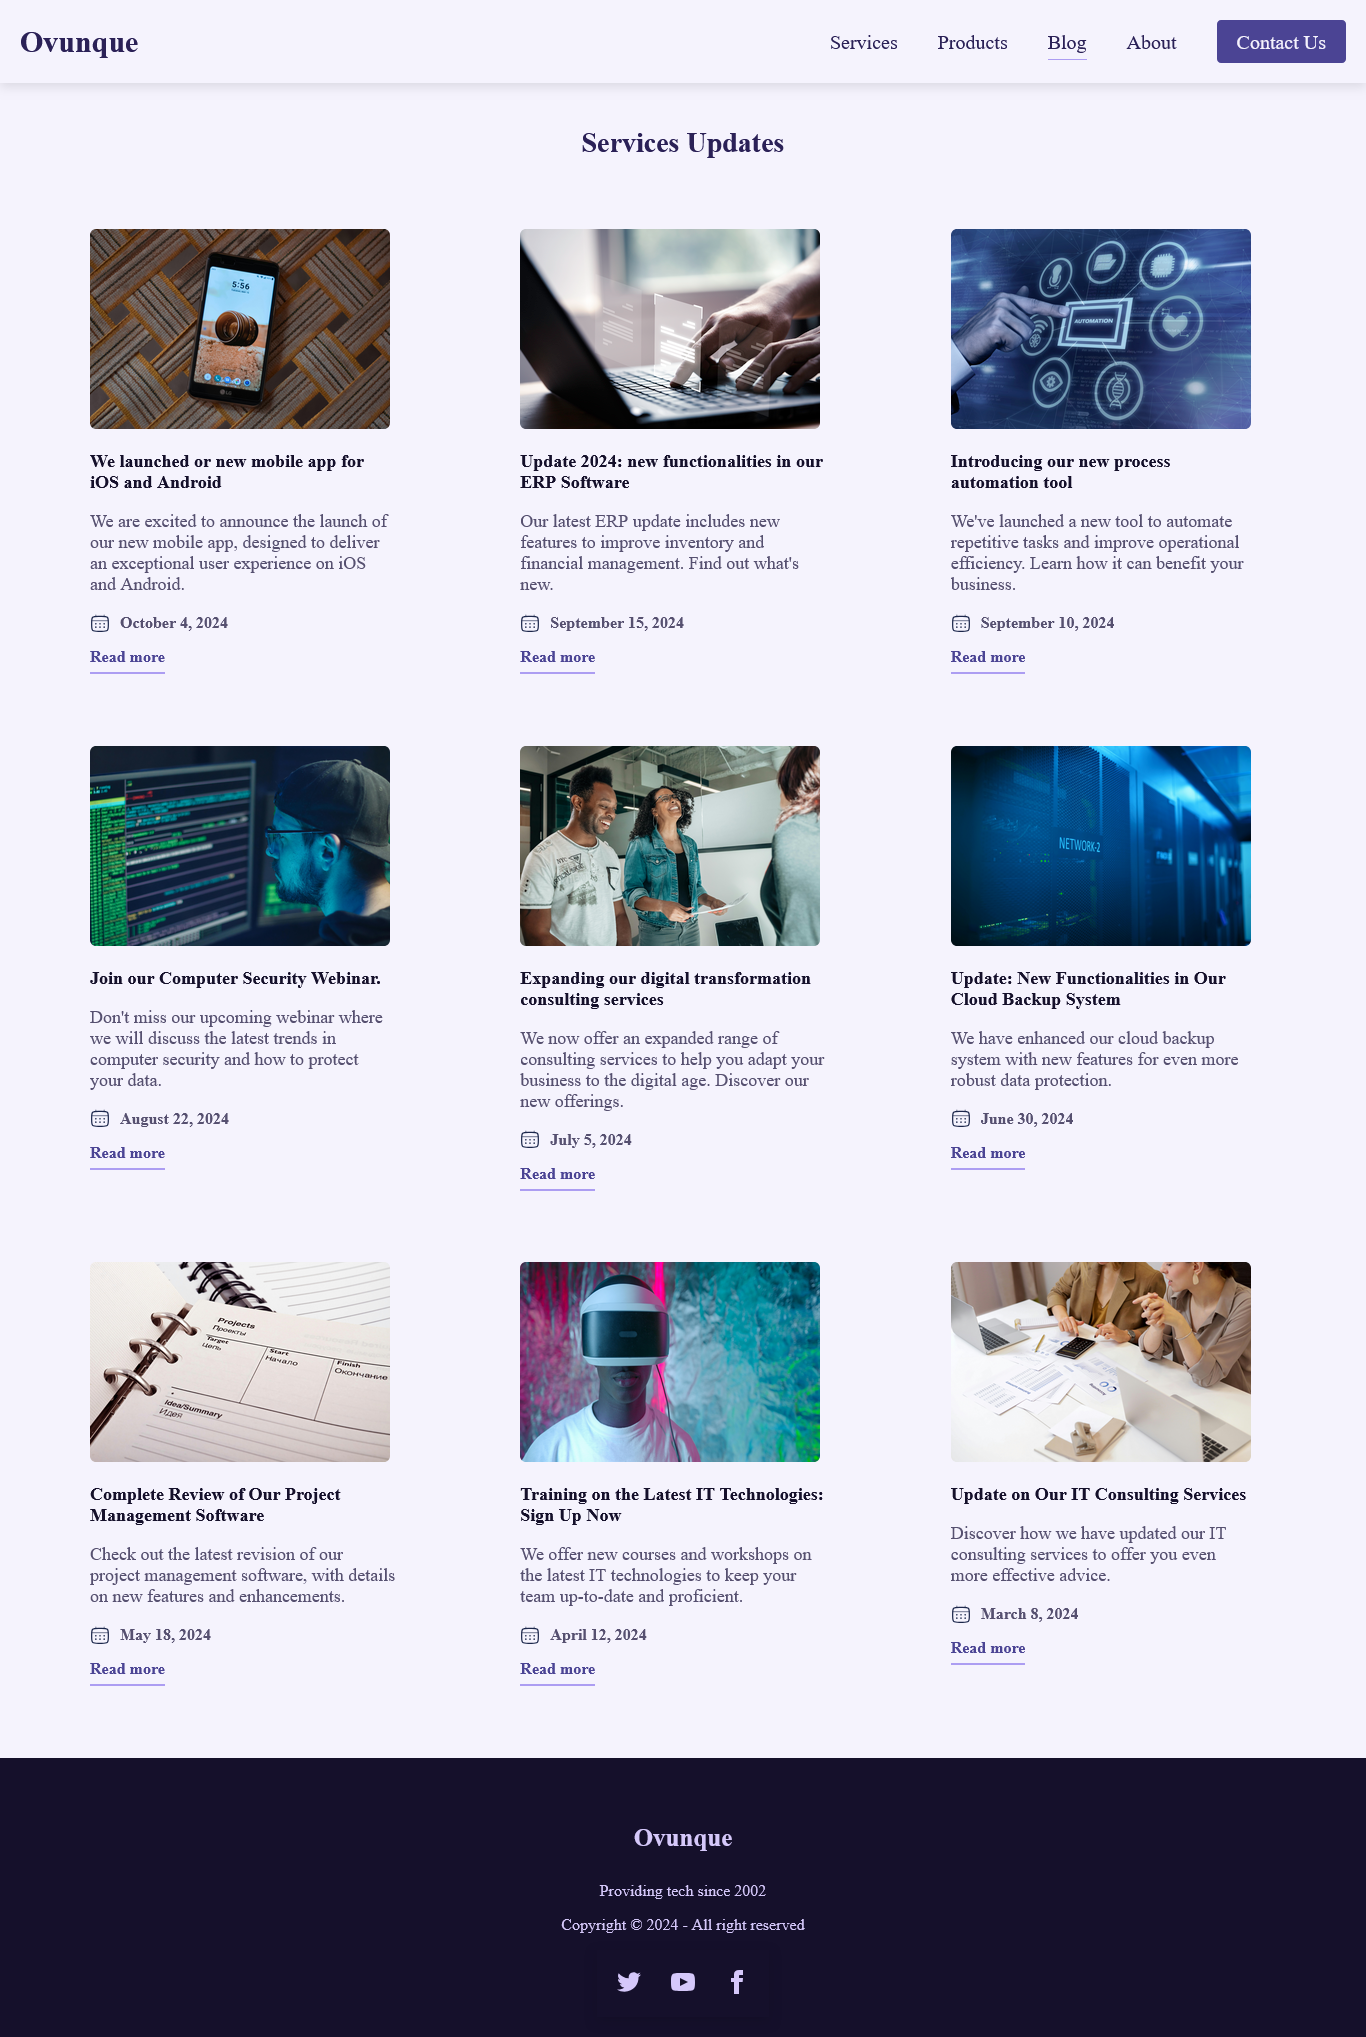 Ovunque
Services Products Blog About Contact Us
Services Updates
5:56
LG
AUTOMATION
We launched or new mobile app for
iOS and Android
We are excited to announce the launch of
our new mobile app, designed to deliver
an exceptional user experience on iOS
and Android.
October 4, 2024
Read more
Update 2024: new functionalities in our
ERP Software
Our latest ERP update includes new
features to improve inventory and
financial management. Find out what's
new.
September 15, 2024
Read more
Introducing our new process
automation tool
We've launched a new tool to automate
repetitive tasks and improve operational
efficiency. Learn how it can benefit your
business.
September 10, 2024
Read more
NETWORK-2
Join our Computer Security Webinar.
Don't miss our upcoming webinar where
we will discuss the latest trends in
computer security and how to protect
your data.
August 22, 2024
Read more
Expanding our digital transformation
consulting services
We now offer an expanded range of
consulting services to help you adapt your
business to the digital age. Discover our
new offerings.
July 5, 2024
Read more
Update: New Functionalities in Our
Cloud Backup System
We have enhanced our cloud backup
system with new features for even more
robust data protection.
June 30, 2024
Read more
Projects
Проекты
Target
Цель
Start
Начало
Finish
Окончание
Idea/Summary
Идея
Complete Review of Our Project
Management Software
Check out the latest revision of our
project management software, with details
on new features and enhancements.
May 18, 2024
Read more
Training on the Latest IT Technologies:
Sign Up Now
We offer new courses and workshops on
the latest IT technologies to keep your
team up-to-date and proficient.
April 12, 2024
Read more
Update on Our IT Consulting Services
Discover how we have updated our IT
consulting services to offer you even
more effective advice.
March 8, 2024
Read more
Ovunque
Providing tech since 2002
Copyright © 2024 - All right reserved